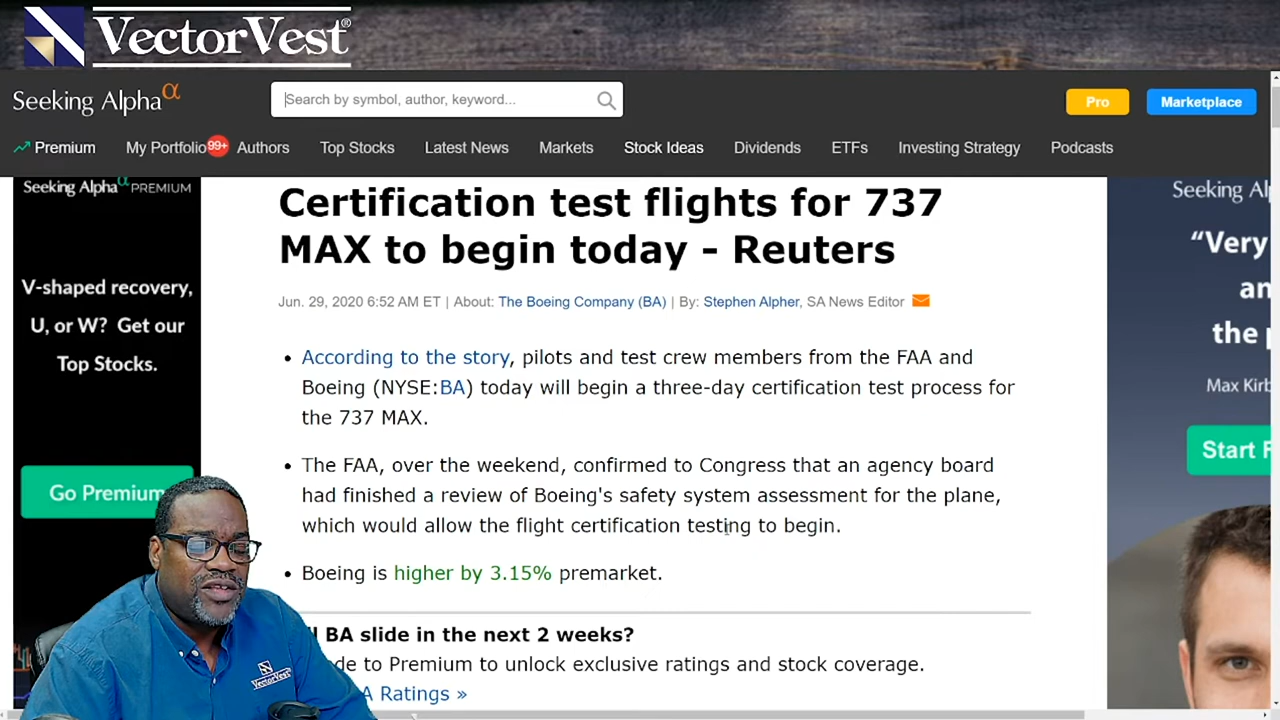 VectorVest®
Seeking Alpha α
Search by symbol, author, keyword...
Pro
Marketplace
Premium
My Portfolio 99+
Authors
Top Stocks
Latest News
Markets
Stock Ideas
Dividends
ETFs
Investing Strategy
Podcasts
Seeking Alpha α PREMIUM
V-shaped recovery,
U, or W? Get our
Top Stocks.
Go Premium
Certification test flights for 737
MAX to begin today - Reuters
Jun. 29, 2020 6:52 AM ET | About: The Boeing Company (BA) | By: Stephen Alpher, SA News Editor
• According to the story, pilots and test crew members from the FAA and
Boeing (NYSE:BA) today will begin a three-day certification test process for
the 737 MAX.
• The FAA, over the weekend, confirmed to Congress that an agency board
had finished a review of Boeing's safety system assessment for the plane,
which would allow the flight certification testing to begin.
• Boeing is higher by 3.15% premarket.
BA slide in the next 2 weeks?
to Premium to unlock exclusive ratings and stock coverage.
Ratings »
Seeking
“Very
the
Max
Start
VectorVest